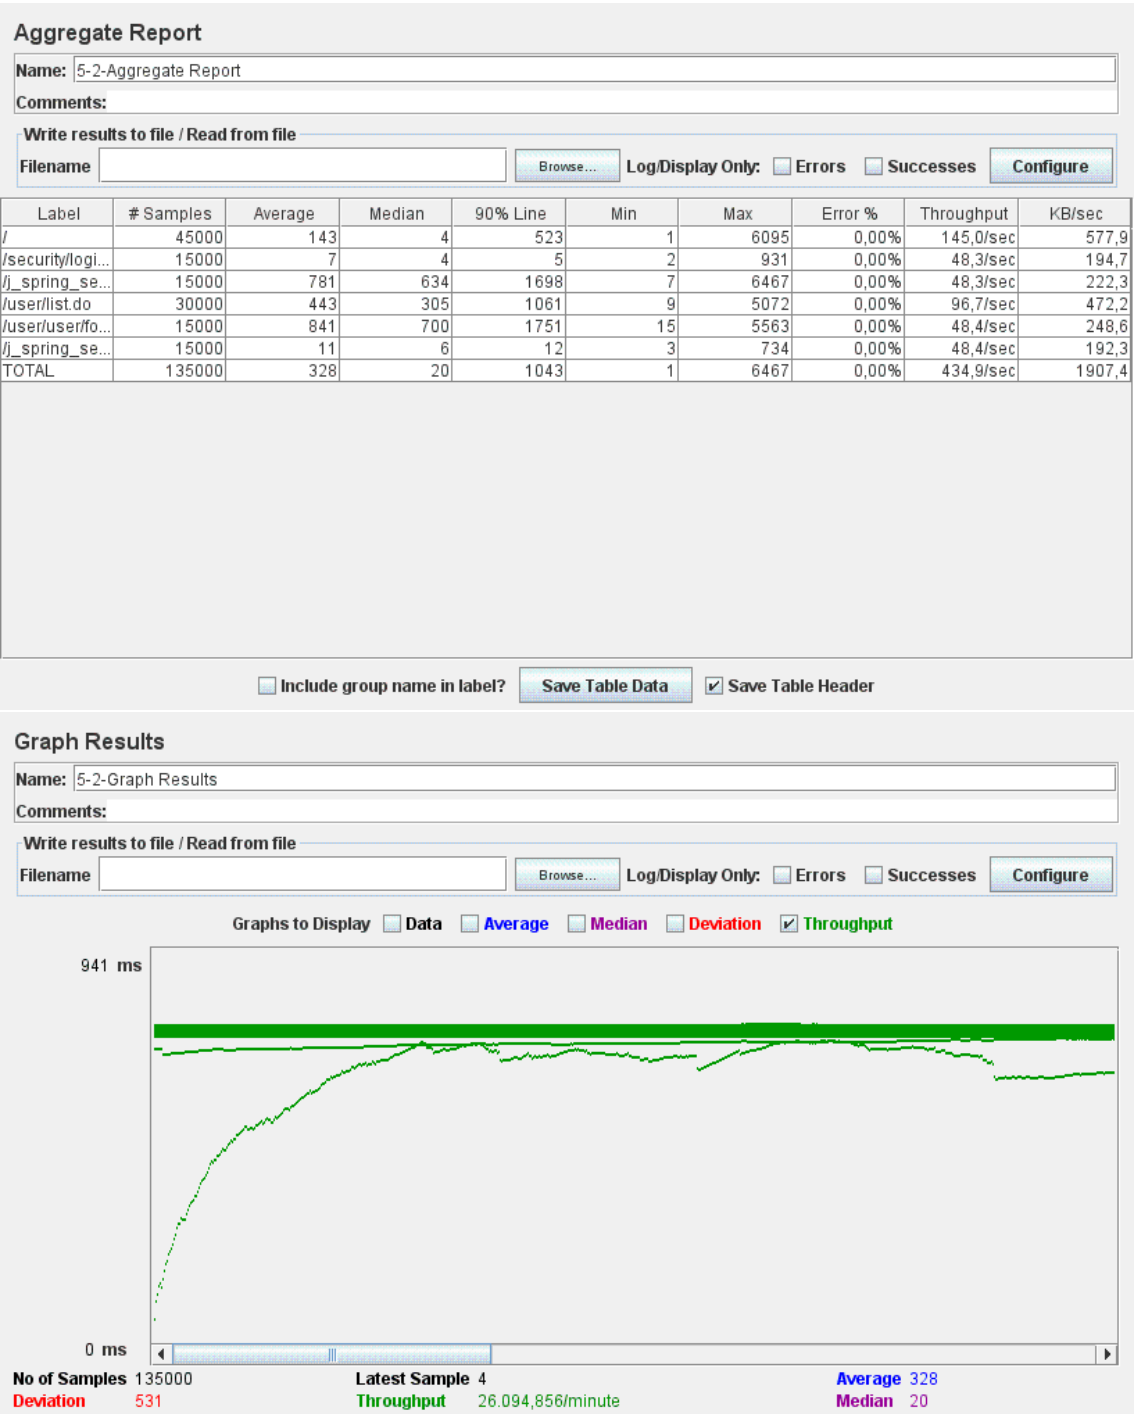 Aggregate Report
Name: 5-2-Aggregate Report
Comments:
Write results to file / Read from file
Filename Browse... Log/Display Only: Errors Successes Configure
Label # Samples Average Median 90% Line Min Max Error % Throughput KB/sec
/ 45000 143 4 523 1 6095 0,00% 145,0/sec 577,9
/security/logi... 15000 7 4 5 2 931 0,00% 48,3/sec 194,7
/j_spring_se... 15000 781 634 1698 7 6467 0,00% 48,3/sec 222,3
/user/list.do 30000 443 305 1061 9 5072 0,00% 96,7/sec 472,2
/user/user/fo... 15000 841 700 1751 15 5563 0,00% 48,4/sec 248,6
/j_spring_se... 15000 11 6 12 3 734 0,00% 48,4/sec 192,3
TOTAL 135000 328 20 1043 1 6467 0,00% 434,9/sec 1907,4
Include group name in label? Save Table Data Save Table Header
Graph Results
Name: 5-2-Graph Results
Comments:
Write results to file / Read from file
Filename Browse... Log/Display Only: Errors Successes Configure
Graphs to Display Data Average Median Deviation Throughput
941 ms
0 ms
No of Samples 135000 Latest Sample 4 Average 328
Deviation 531 Throughput 26.094,856/minute Median 20